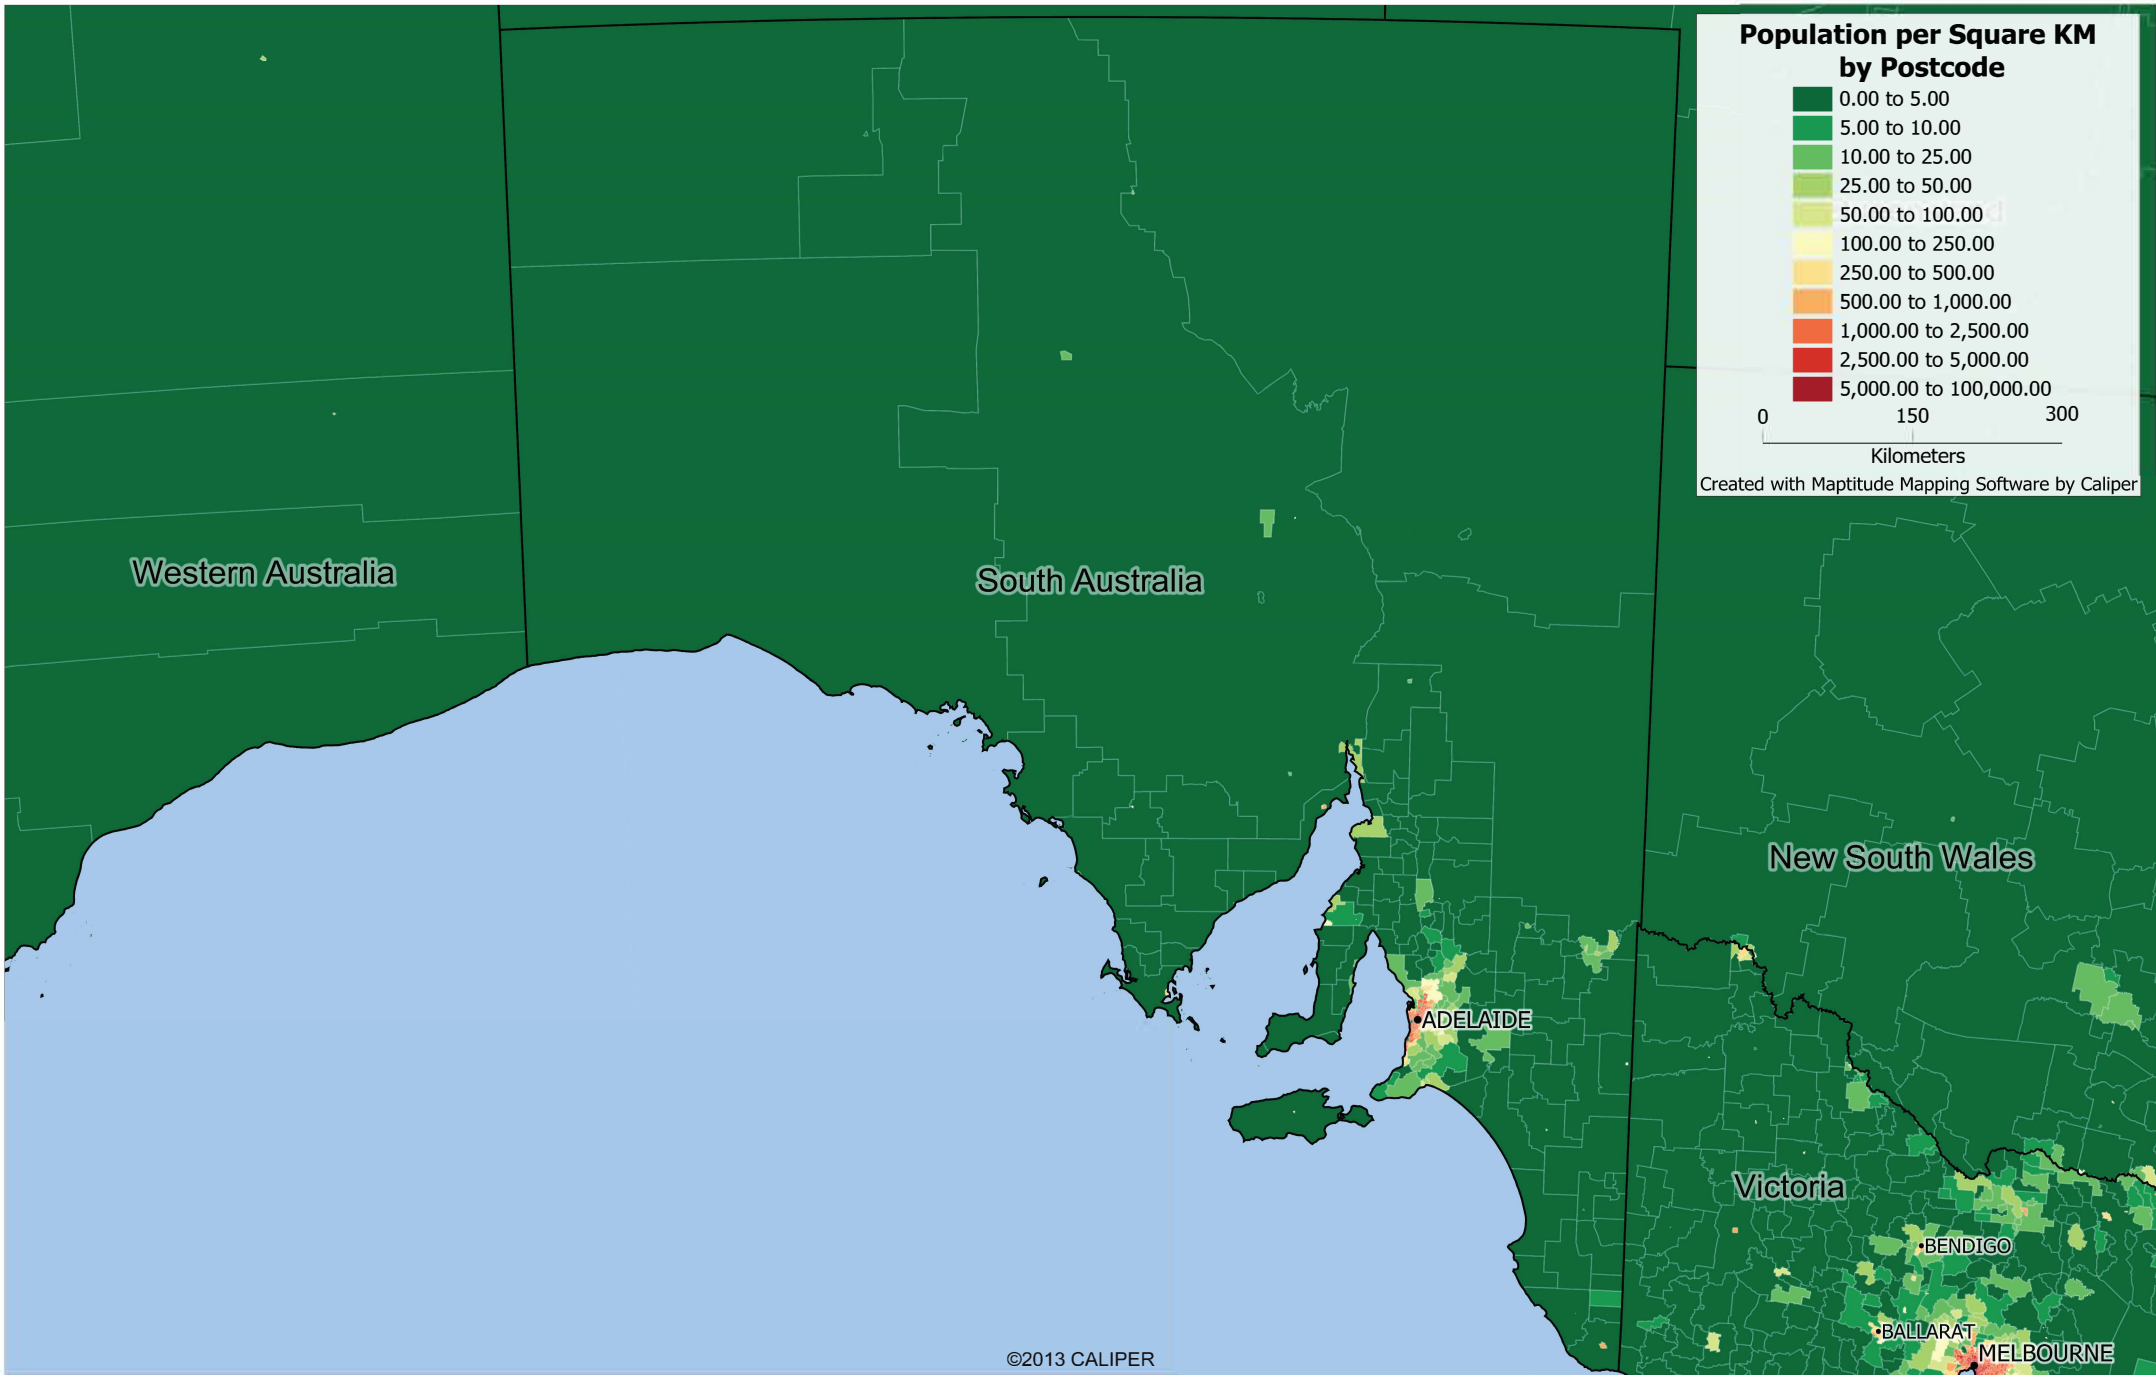 Population per Square KM
by Postcode
0.00 to 5.00
5.00 to 10.00
10.00 to 25.00
25.00 to 50.00
50.00 to 100.00
100.00 to 250.00
250.00 to 500.00
500.00 to 1,000.00
1,000.00 to 2,500.00
2,500.00 to 5,000.00
5,000.00 to 100,000.00
0 150 300
Kilometers
Created with Maptitude Mapping Software by Caliper
Western Australia
South Australia
New South Wales
ADELAIDE
Victoria
BENDIGO
BALLARAT
MELBOURNE
©2013 CALIPER